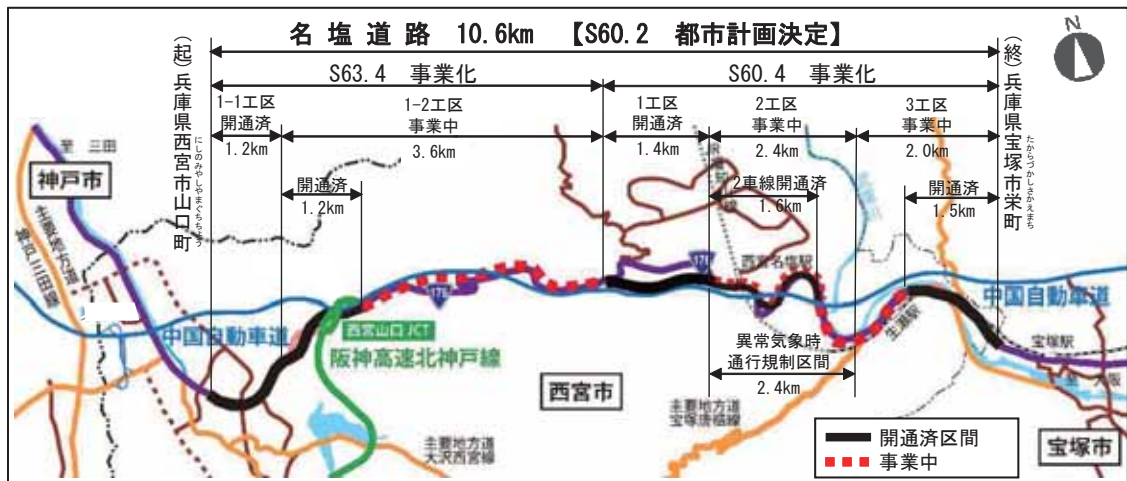 名塩道路 10.6km 【S60.2 都市計画決定】
N
S63.4 事業化
S60.4 事業化
1-1工区
開通済
1.2km
1-2工区
事業中
3.6km
1工区
開通済
1.4km
2工区
事業中
2.4km
3工区
事業中
2.0km
開通済
1.2km
2車線開通済
1.6km
開通済
1.5km
(起)兵庫県西宮市山口町
にしのみやしやまぐちちょう
(終)兵庫県宝塚市栄町
たからづかしさかえまち
至 三田
神戸市
中国自動車道
176
西宮山口JCT
阪神高速北神戸線
176
西宮名塩駅
生瀬駅
中国自動車道
宝塚駅
至 大阪
異常気象時
通行規制区間
2.4km
西宮市
主要地方道
大沢西宮線
主要地方道
宝塚唐櫃線
宝塚市
開通済区間
事業中